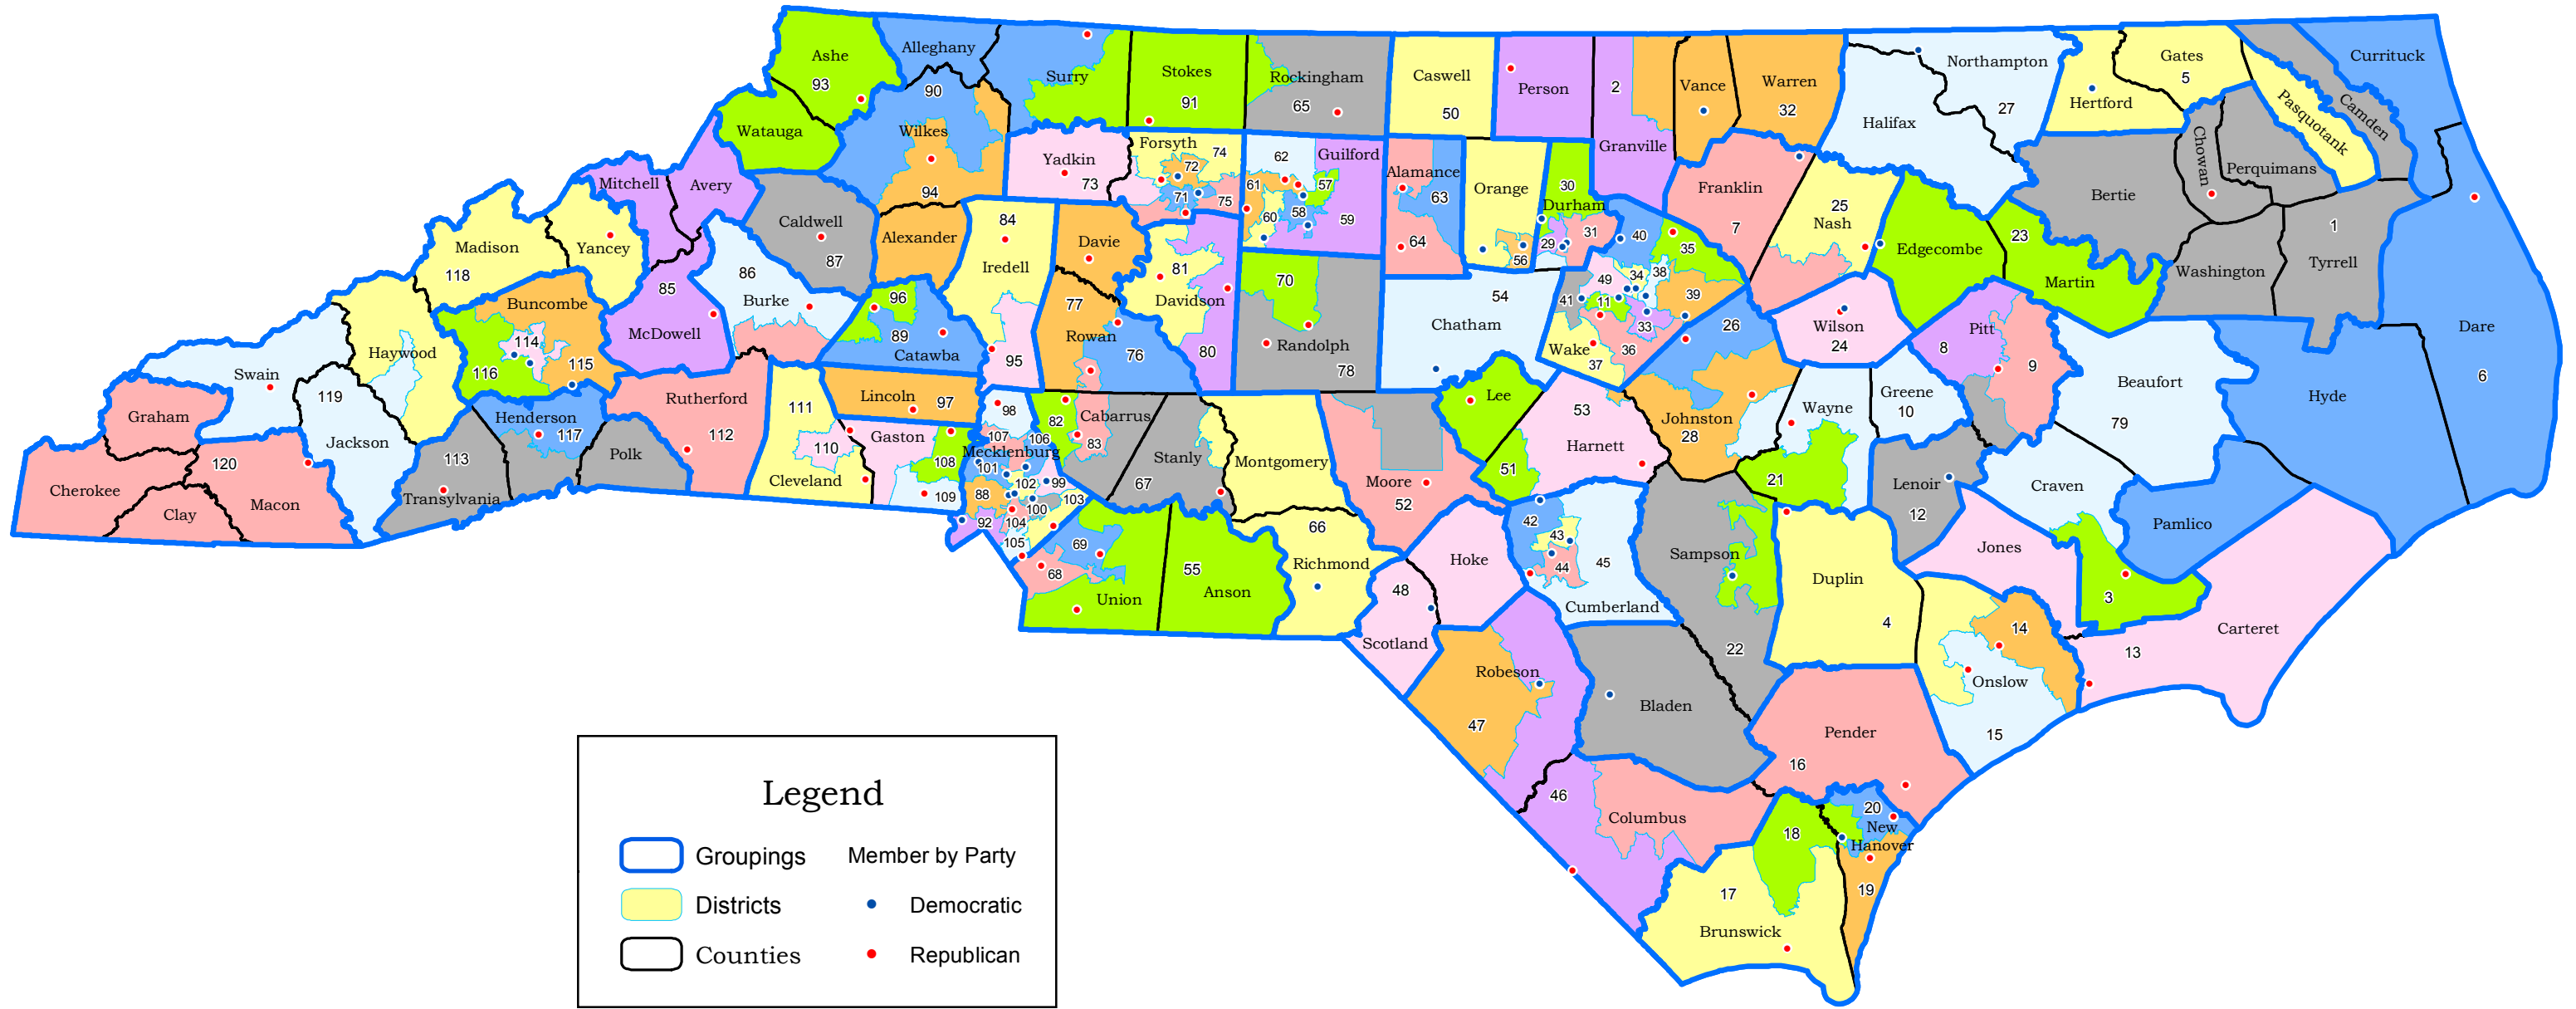 Ashe
93
Watauga
Alleghany
90
Wilkes
94
Alexander
Surry
Stokes
91
Rockingham
65
Caswell
50
Person
2
Granville
Vance
Warren
32
Halifax
Northampton
27
Hertford
Gates
5
Pasquotank
Camden
Currituck
Chowan
Perquimans
Bertie
1
Washington
Tyrrell
Dare
6
Hyde
Mitchell
Avery
85
McDowell
Yancey
Madison
118
Caldwell
87
86
Burke
Yadkin
73
Forsyth
74
72
71
75
62
Guilford
61
57
60
58
59
Alamance
63
64
Orange
56
30
Durham
29
31
Franklin
7
25
Nash
Edgecombe
23
Martin
84
Iredell
95
Davie
77
Rowan
76
81
Davidson
80
70
Randolph
78
54
Chatham
40
35
49
34
38
41
11
39
33
Wake
36
37
26
Johnston
28
Wilson
24
Pitt
8
9
Beaufort
79
Buncombe
114
115
116
Haywood
Swain
119
Jackson
Graham
120
Cherokee
Clay
Macon
113
Transylvania
Henderson
117
Polk
Rutherford
112
96
89
Catawba
Lincoln
97
111
110
Cleveland
Gaston
108
109
98
107
106
Mecklenburg
101
102
99
88
100
103
92
104
105
82
Cabarrus
83
Stanly
67
Montgomery
66
Richmond
69
68
Union
55
Anson
Moore
52
Lee
51
53
Harnett
Wayne
21
Greene
10
Lenoir
12
Craven
Pamlico
Jones
3
Carteret
13
Hoke
48
Scotland
42
43
44
45
Cumberland
Sampson
22
Duplin
4
14
Onslow
15
Robeson
47
Bladen
46
Columbus
Pender
16
18
20
New
Hanover
19
17
Brunswick
Legend
Groupings
Member by Party
Districts
Democratic
Counties
Republican